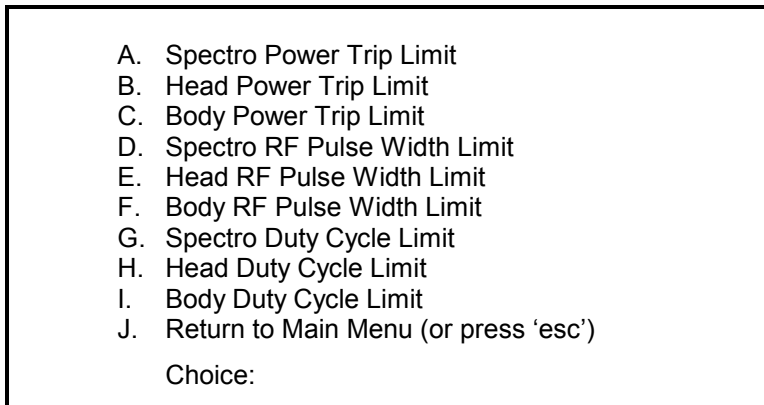 A. Spectro Power Trip Limit
B. Head Power Trip Limit
C. Body Power Trip Limit
D. Spectro RF Pulse Width Limit
E. Head RF Pulse Width Limit
F. Body RF Pulse Width Limit
G. Spectro Duty Cycle Limit
H. Head Duty Cycle Limit
I. Body Duty Cycle Limit
J. Return to Main Menu (or press ‘esc’)
Choice: